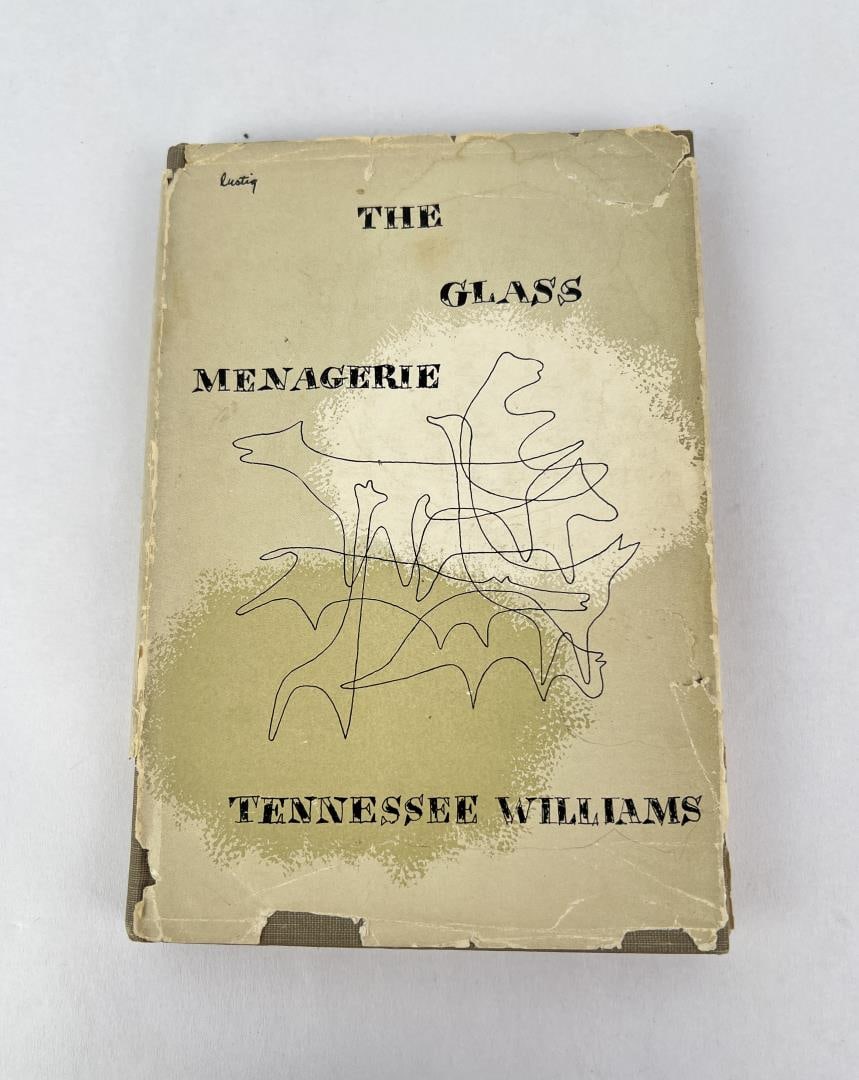 lustig
THE
GLASS
MENAGERIE
TENNESSEE WILLIAMS